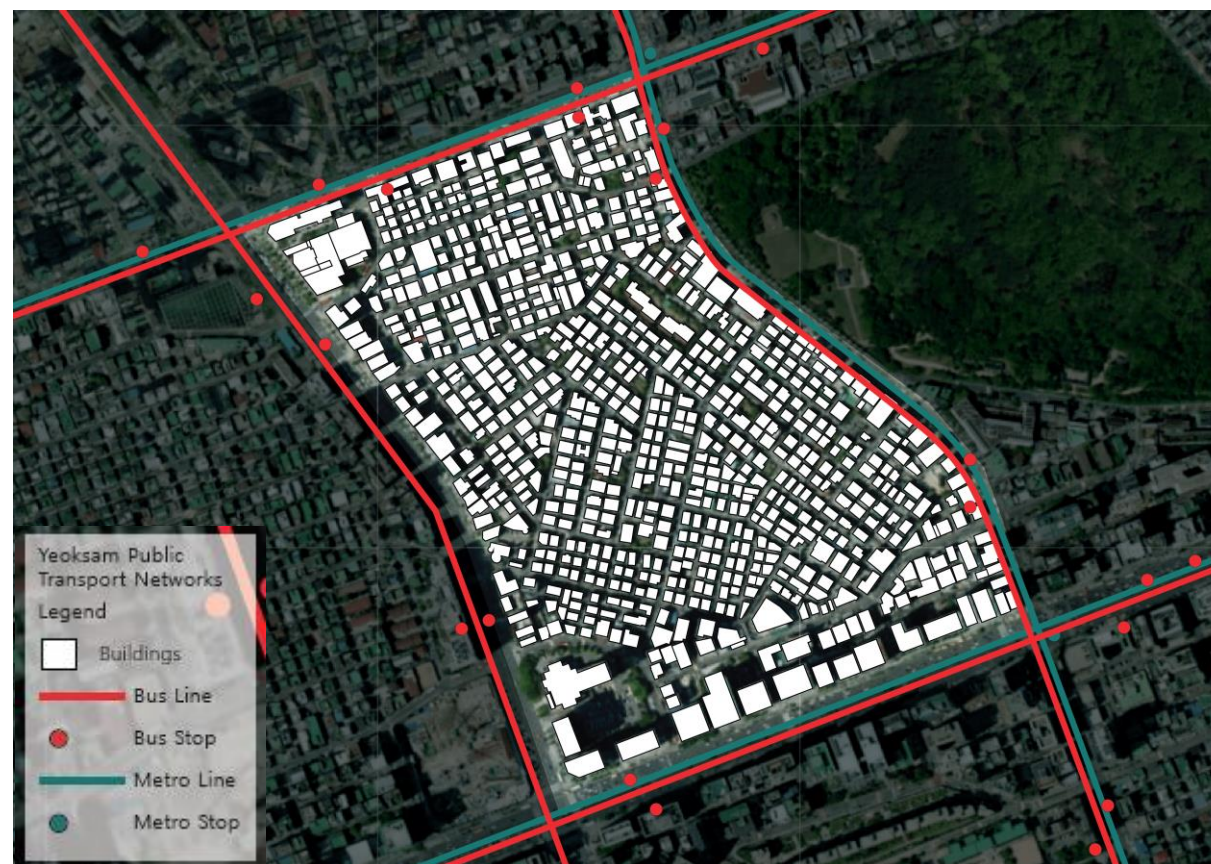 Yeoksam Public
Transport Networks
Legend
Buildings
Bus Line
Bus Stop
Metro Line
Metro Stop